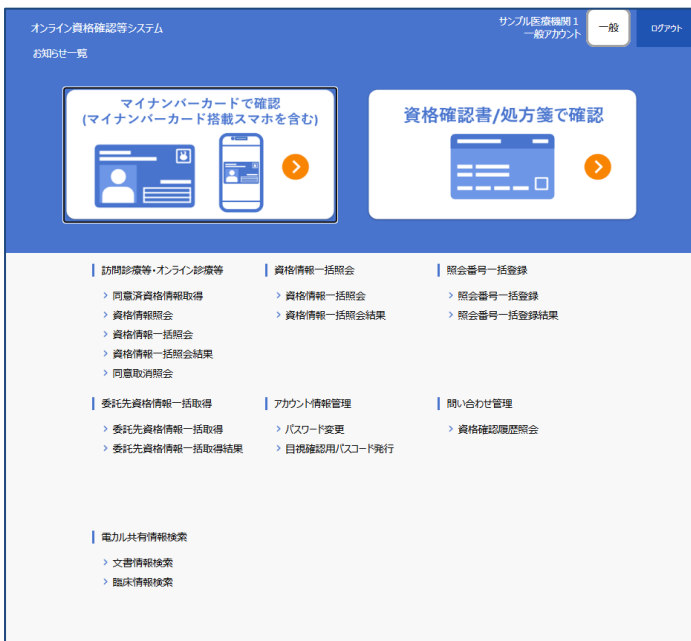 オンライン資格確認等システム
サンプル医療機関1
一般アカウント
一般
ログアウト
お知らせ一覧
マイナンバーカードで確認
(マイナンバーカード搭載スマホを含む)
資格確認書/処方箋で確認
訪問診療等・オンライン診療等
同意済資格情報取得
資格情報照会
資格情報一括照会
資格情報一括照会結果
同意取消照会
資格情報一括照会
資格情報一括照会
資格情報一括照会結果
照会番号一括登録
照会番号一括登録
照会番号一括登録結果
委託先資格情報一括取得
委託先資格情報一括取得
委託先資格情報一括取得結果
アカウント情報管理
パスワード変更
目視確認用パスコード発行
問い合わせ管理
資格確認履歴照会
電カル共有情報検索
文書情報検索
臨床情報検索